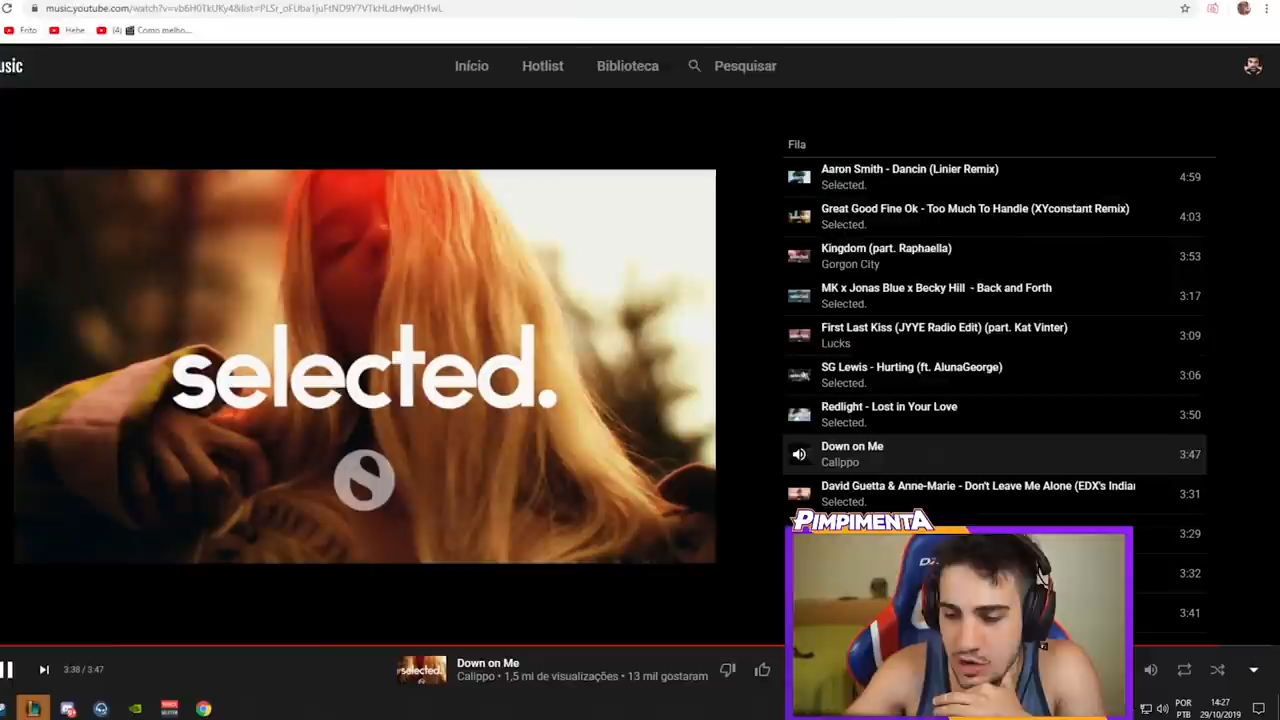 music.youtube.com/watch?v=vb6H0TkUKy4&list=PLSr_oFUba1juFtND9Y7VTkHLdHwy0H1wL
Frito
Hehe
(4)
Como melho...
usic
Início
Hotlist
Biblioteca
Pesquisar
Fila
Aaron Smith - Dancin (Linier Remix)
Selected.
4:59
Great Good Fine Ok - Too Much To Handle (XYconstant Remix)
Selected.
4:03
Kingdom (part. Raphaella)
Gorgon City
3:53
MK x Jonas Blue x Becky Hill - Back and Forth
Selected.
3:17
First Last Kiss (JYYE Radio Edit) (part. Kat Vinter)
Lucks
3:09
SG Lewis - Hurting (ft. AlunaGeorge)
Selected.
3:06
Redlight - Lost in Your Love
Selected.
3:50
Down on Me
Calippo
3:47
David Guetta & Anne-Marie - Don't Leave Me Alone (EDX's Indian
Selected.
3:31
3:29
3:32
3:41
selected.
PIMPIMENTA
3:38 / 3:47
selected.
Down on Me
Calippo • 1,5 mi de visualizações • 13 mil gostaram
POR
PTB
14:27
29/10/2019